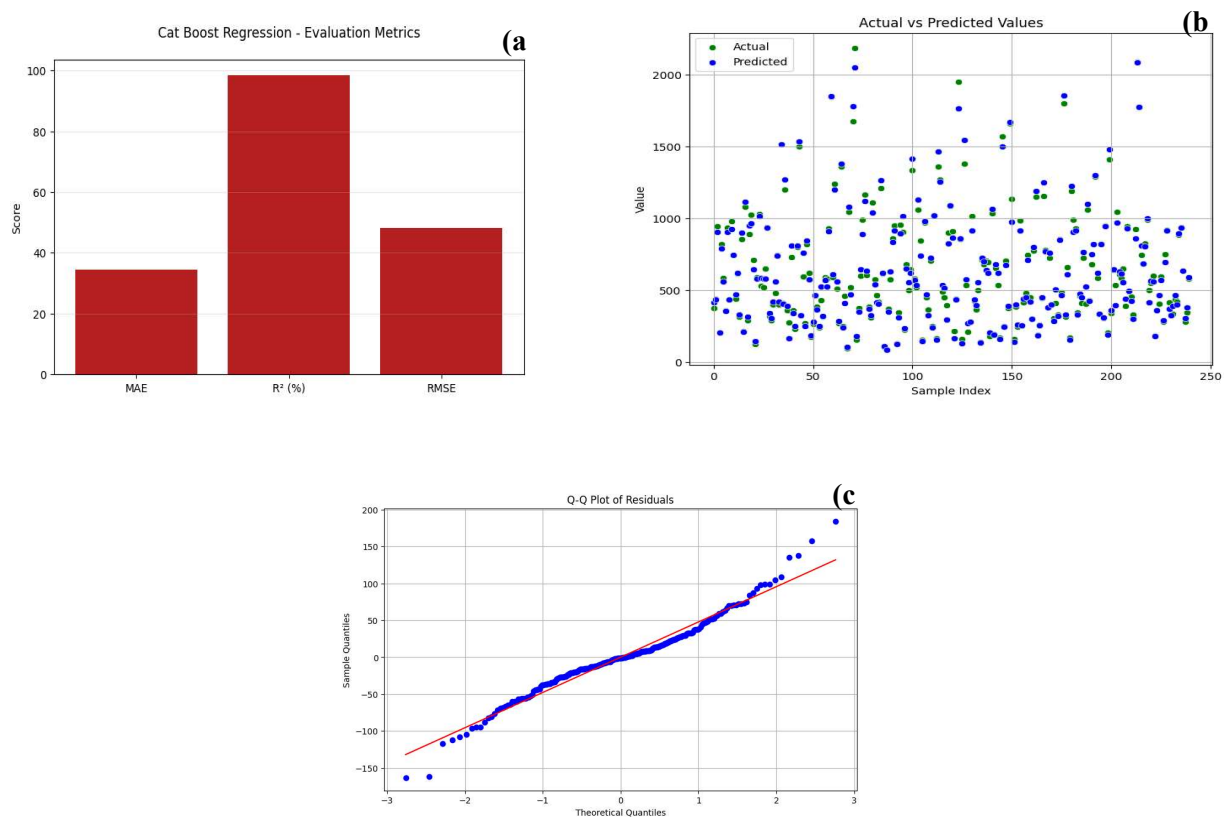 Cat Boost Regression - Evaluation Metrics
(a
Score
100
80
60
40
20
0
MAE
R² (%)
RMSE
Actual vs Predicted Values
(b
Actual
Predicted
Value
2000
1500
1000
500
0
0
50
100
150
200
250
Sample Index
Q-Q Plot of Residuals
(c
Sample Quantiles
200
150
100
50
0
−50
−100
−150
−3
−2
−1
0
1
2
3
Theoretical Quantiles